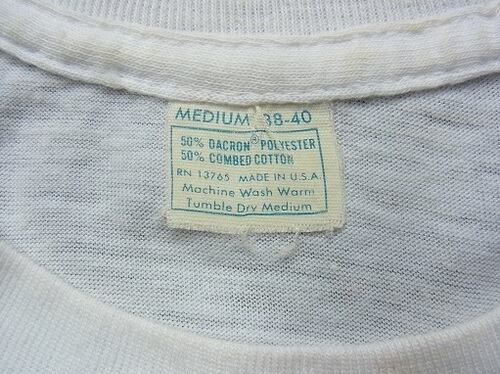 MEDIUM 38-40
50% DACRON® POLYESTER
50% COMBED COTTON
RN 13765 MADE IN U.S.A.
Machine Wash Warm
Tumble Dry Medium